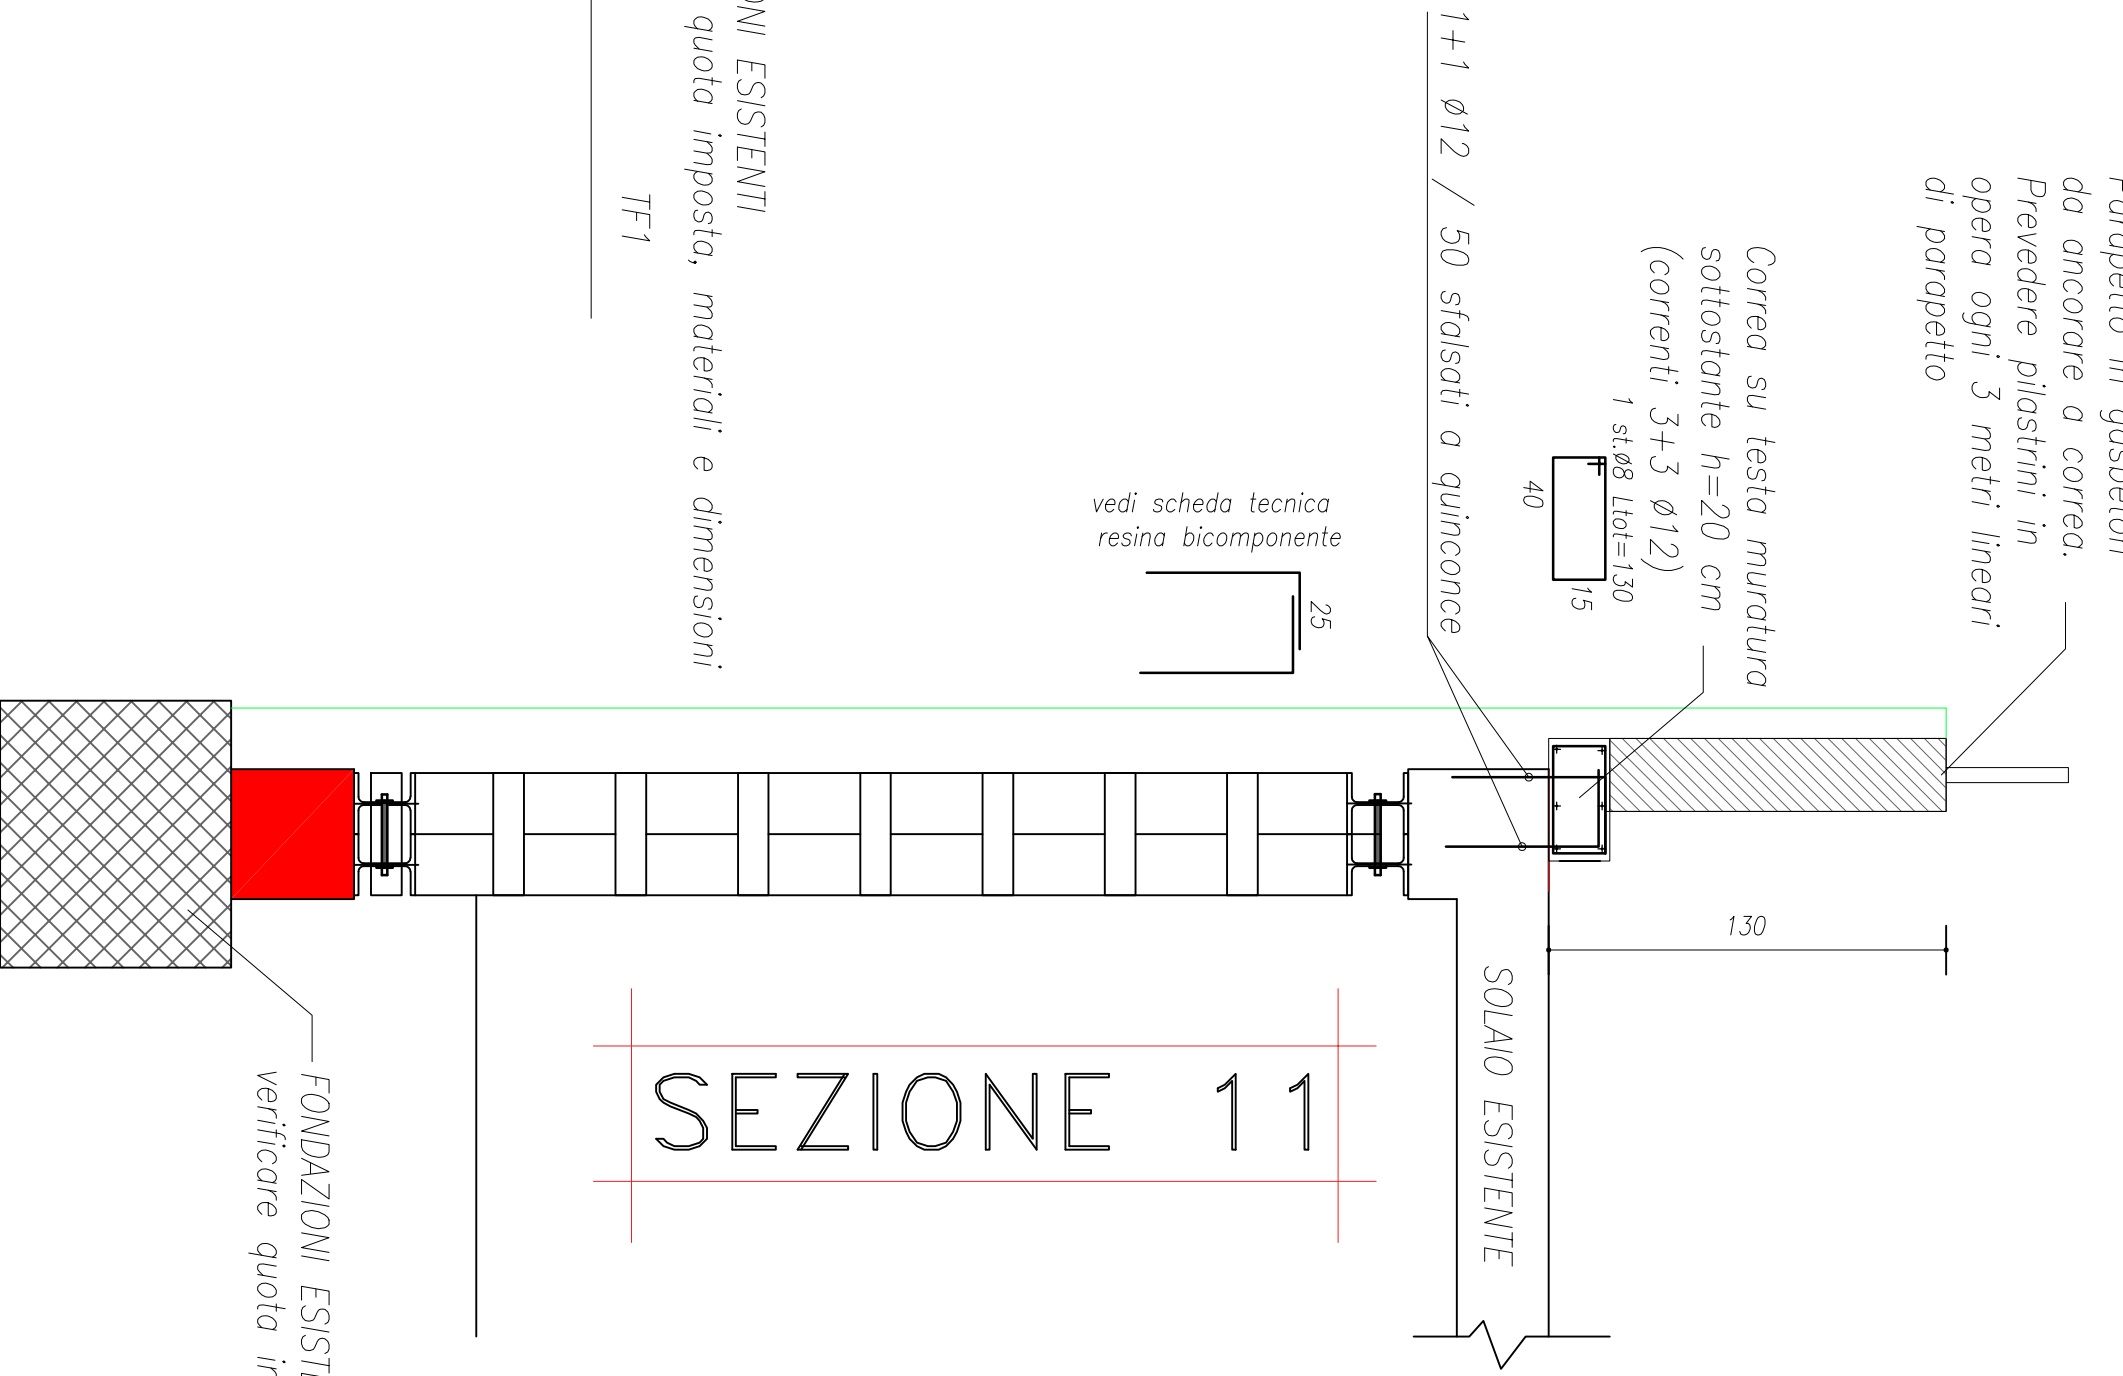 Parapetto in gasbeton
da ancorare a correa.
Prevedere pilastrini in
opera ogni 3 metri lineari
di parapetto
Correa su testa muratura
sottostante h=20 cm
(correnti 3+3 ø12)
1 st.ø8 Ltot=130
15
40
1+1 ø12 / 50 sfalsati a quinconce
25
vedi scheda tecnica
resina bicomponente
ESISTENTI
quota imposta, materiali e dimensioni
TF1
130
SOLAIO ESISTENTE
SEZIONE 11
FONDAZIONI
verificare quota